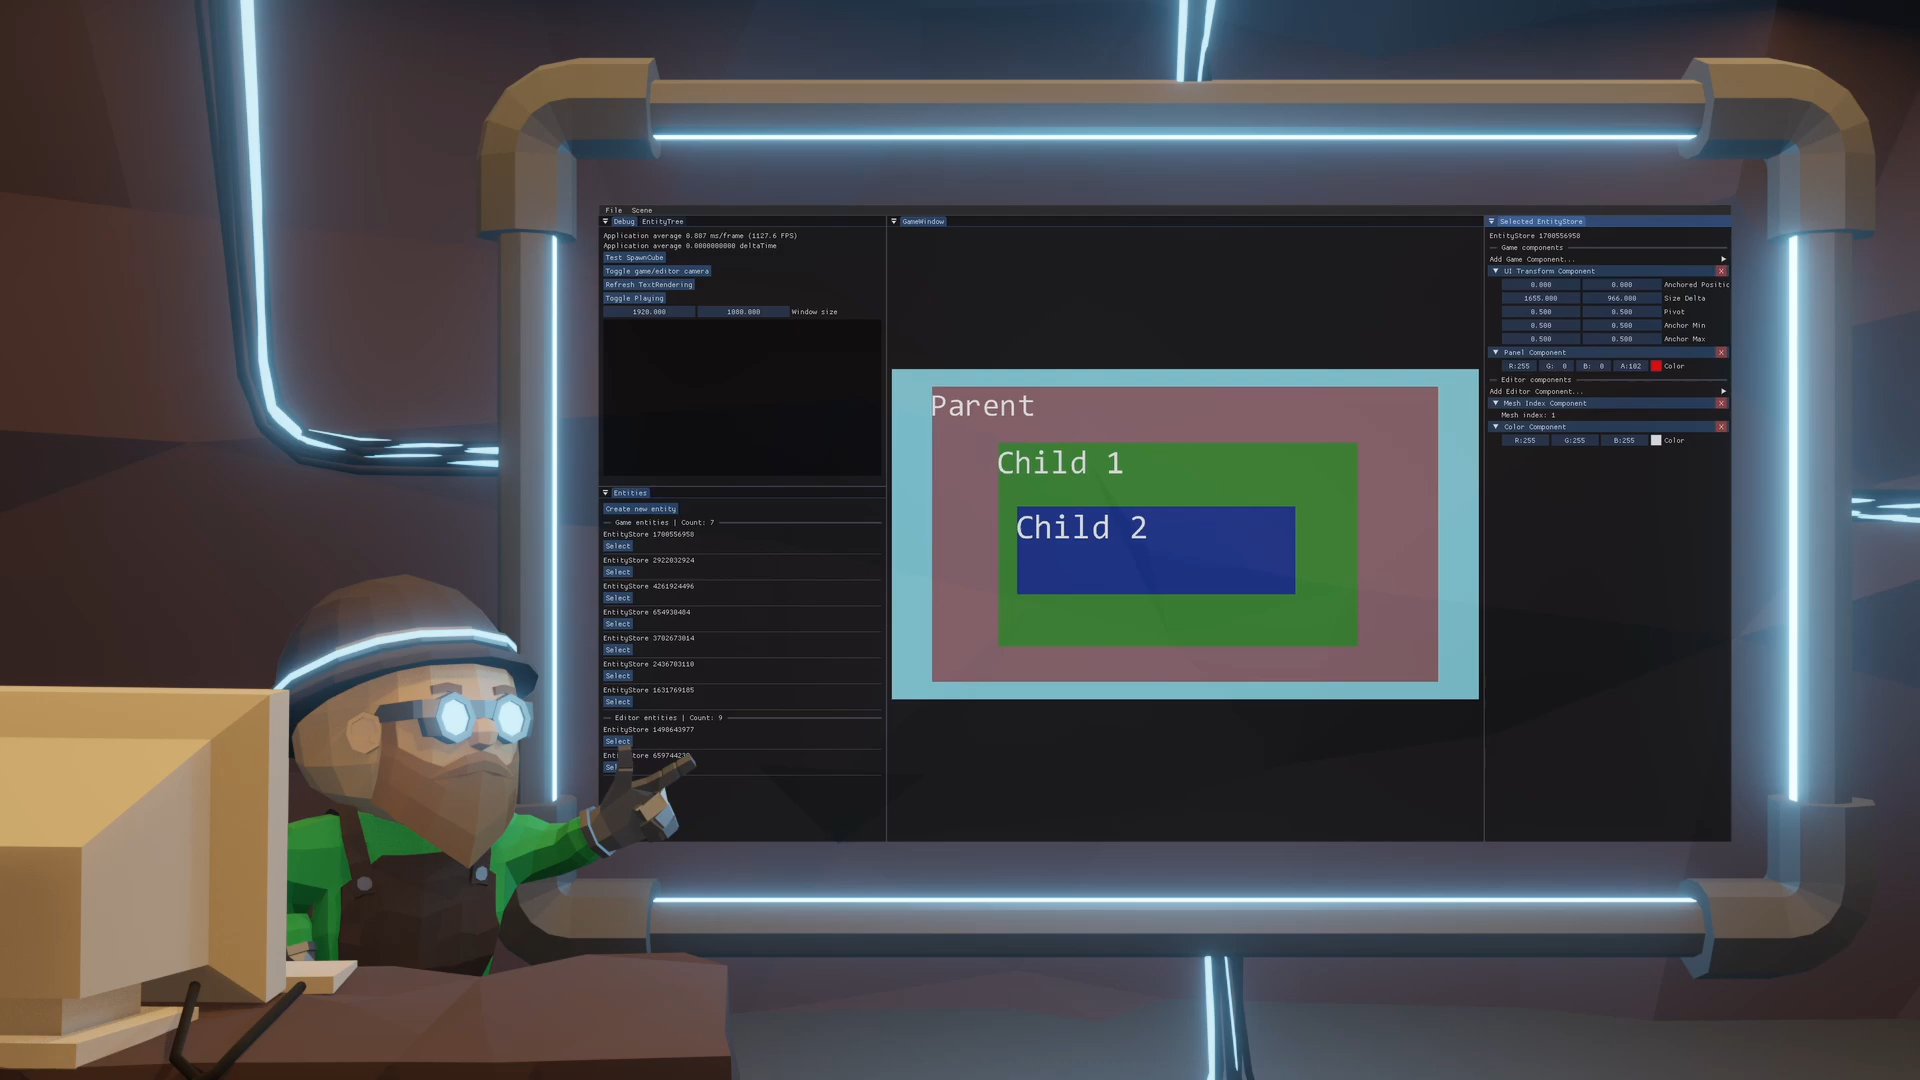 File Scene
Debug EntityTree
Application average 0.887 ms/frame (1127.6 FPS)
Application average 0.0000000000 deltaTime
Test SpawnCube
Toggle game/editor camera
Refresh TextRendering
Toggle Playing
1920.000 1080.000 Window size
Entities
Create new entity
Game entities | Count: 7
EntityStore 1700556958
Select
EntityStore 2922832924
Select
EntityStore 4261924496
Select
EntityStore 654930484
Select
EntityStore 3702673014
Select
EntityStore 2436703110
Select
EntityStore 1631769185
Select
Editor entities | Count: 9
EntityStore 1498643977
Select
GameWindow
Parent
Child 1
Child 2
Selected EntityStore
EntityStore 1700556958
Game components
Add Game Component...
UI Transform Component
0.000 0.000 Anchored Positio
1655.000 966.000 Size Delta
0.500 0.500 Pivot
0.500 0.500 Anchor Min
0.500 0.500 Anchor Max
Panel Component
R:255 G: 0 B: 0 A:102 Color
Editor components
Add Editor Component...
Mesh Index Component
Mesh index: 1
Color Component
R:255 G:255 B:255 Color